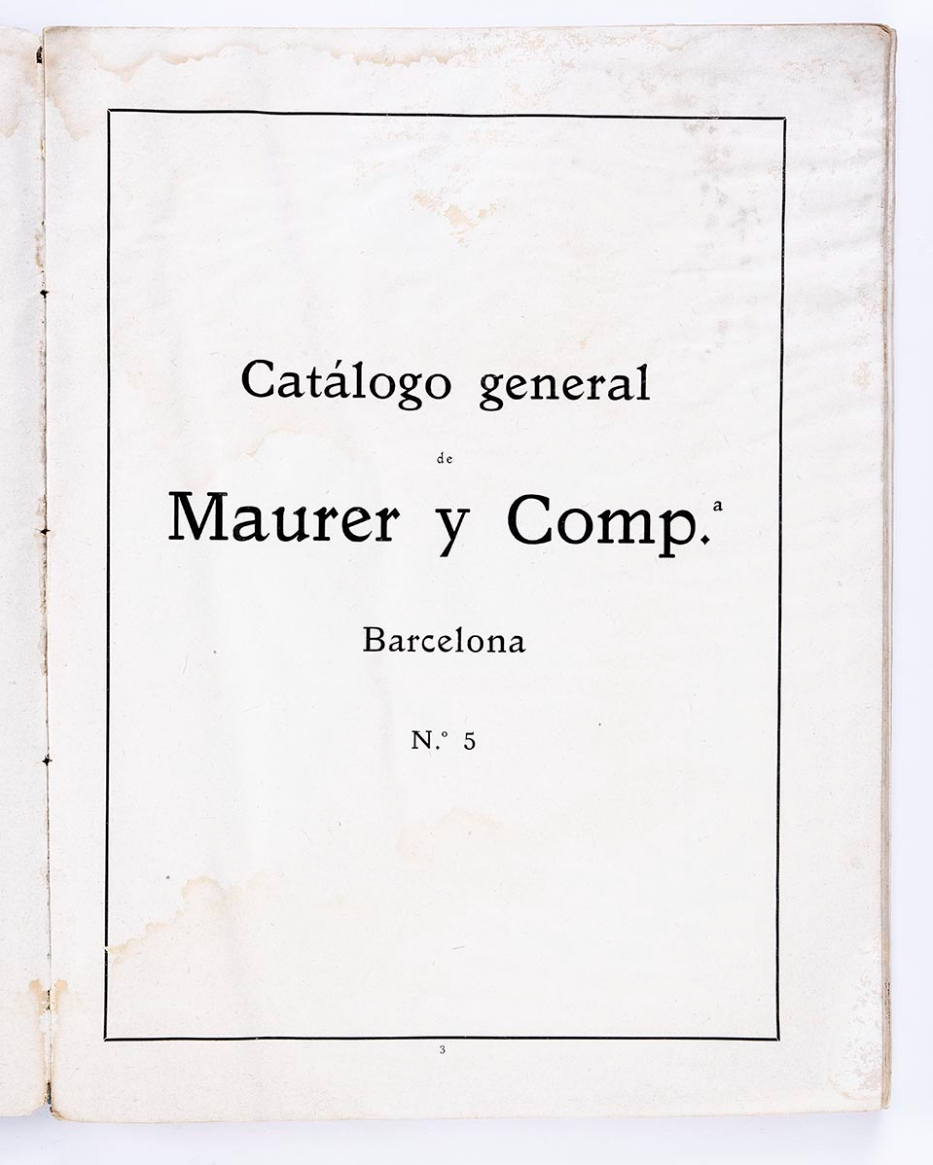 Catálogo general
de
Maurer y Comp.ª
Barcelona
N.º 5
3